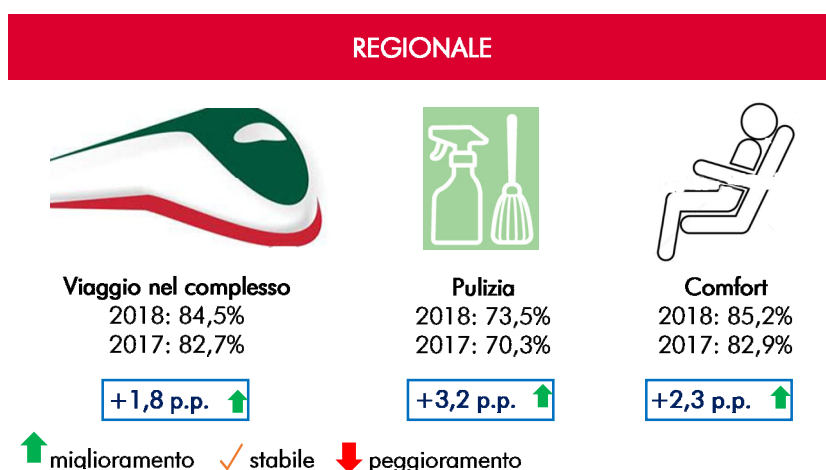 REGIONALE
Viaggio nel complesso
2018: 84,5%
2017: 82,7%
+1,8 p.p.
Pulizia
2018: 73,5%
2017: 70,3%
+3,2 p.p.
Comfort
2018: 85,2%
2017: 82,9%
+2,3 p.p.
miglioramento stabile peggioramento